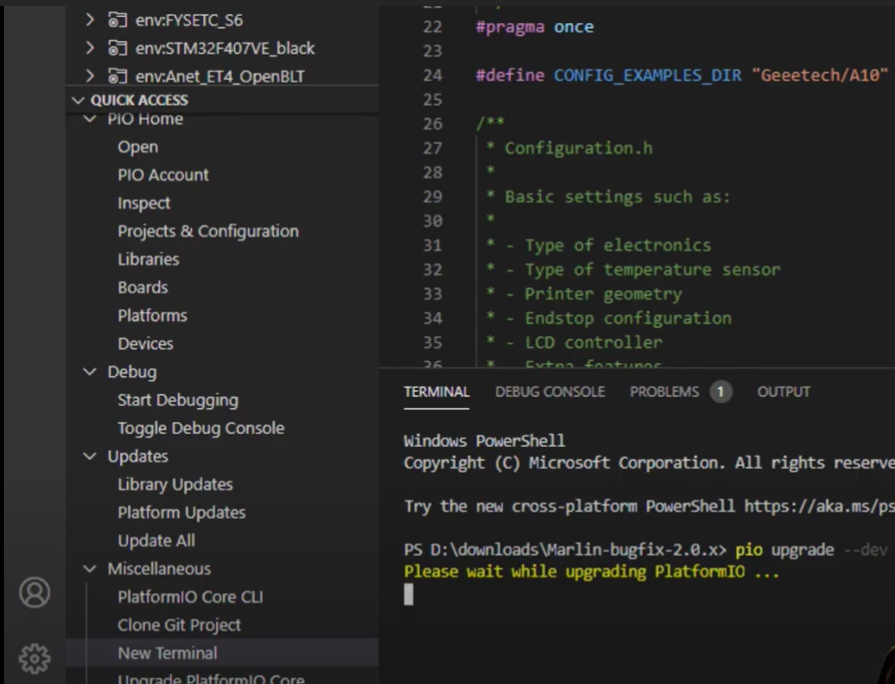 env:FYSETC_S6
env:STM32F407VE_black
env:Anet_ET4_OpenBLT
QUICK ACCESS
PIO Home
Open
PIO Account
Inspect
Projects & Configuration
Libraries
Boards
Platforms
Devices
Debug
Start Debugging
Toggle Debug Console
Updates
Library Updates
Platform Updates
Update All
Miscellaneous
PlatformIO Core CLI
Clone Git Project
New Terminal
Upgrade PlatformIO Core
22 #pragma once
23
24 #define CONFIG_EXAMPLES_DIR "Geeetech/A10"
25
26 /**
27 * Configuration.h
28 *
29 * Basic settings such as:
30 *
31 * - Type of electronics
32 * - Type of temperature sensor
33 * - Printer geometry
34 * - Endstop configuration
35 * - LCD controller
36 * - Extra features
TERMINAL DEBUG CONSOLE PROBLEMS 1 OUTPUT
Windows PowerShell
Copyright (C) Microsoft Corporation. All rights reserve
Try the new cross-platform PowerShell https://aka.ms/ps
PS D:\downloads\Marlin-bugfix-2.0.x> pio upgrade --dev
Please wait while upgrading PlatformIO ...